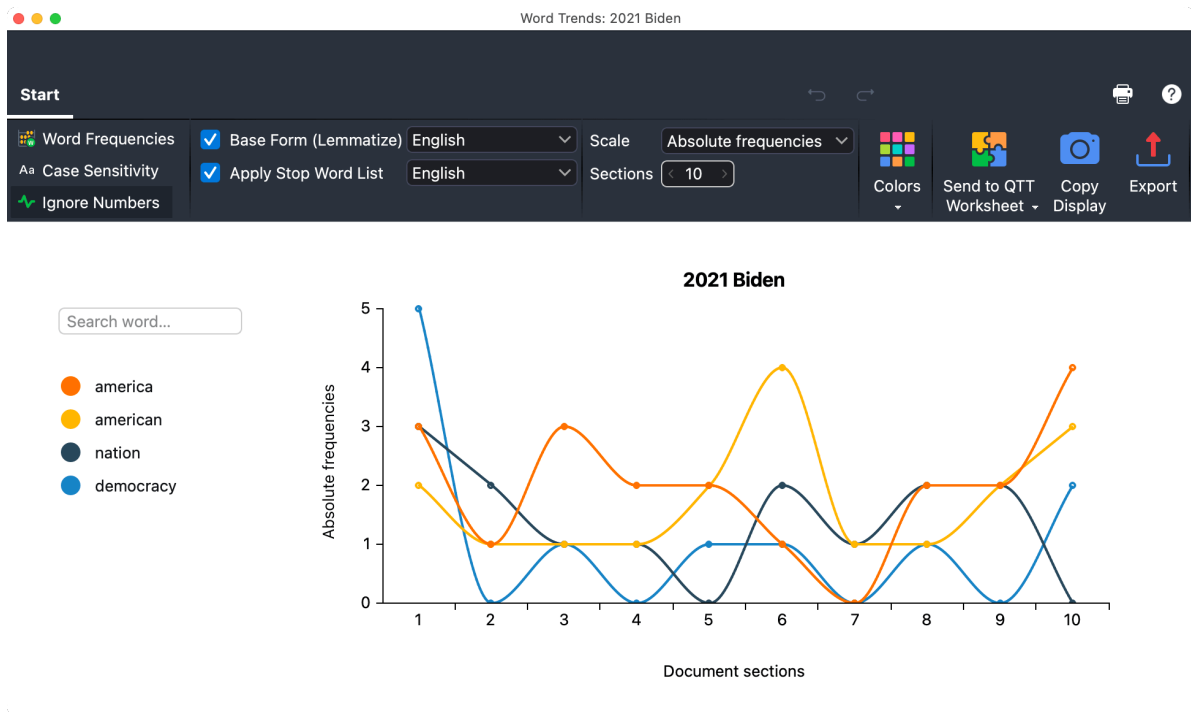 Word Trends: 2021 Biden
Start
?
Word Frequencies
Aa Case Sensitivity
Ignore Numbers
Base Form (Lemmatize) English
Apply Stop Word List English
Scale Absolute frequencies
Sections 10
Colors
Send to QTT
Worksheet
Copy
Display
Export
2021 Biden
Search word...
america
american
nation
democracy
Absolute frequencies
5
4
3
2
1
0
1 2 3 4 5 6 7 8 9 10
Document sections